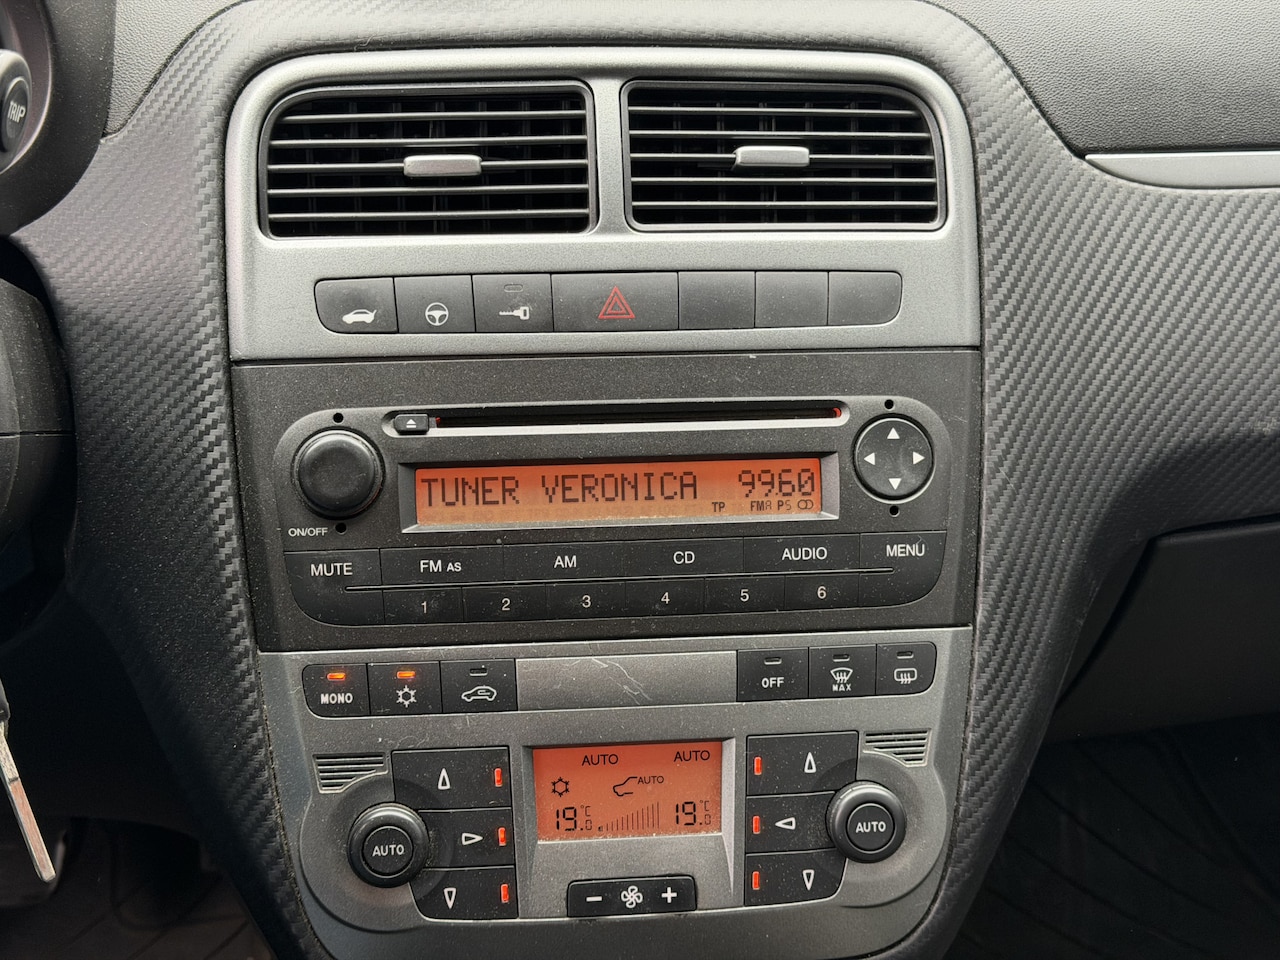 TRIP
TUNER VERONICA 99.60
TP FMA PS
ON/OFF
MUTE FM AS AM CD AUDIO MENU
1 2 3 4 5 6
MONO OFF MAX
AUTO AUTO
AUTO
19.0 °C 19.0 °C
AUTO AUTO
− +